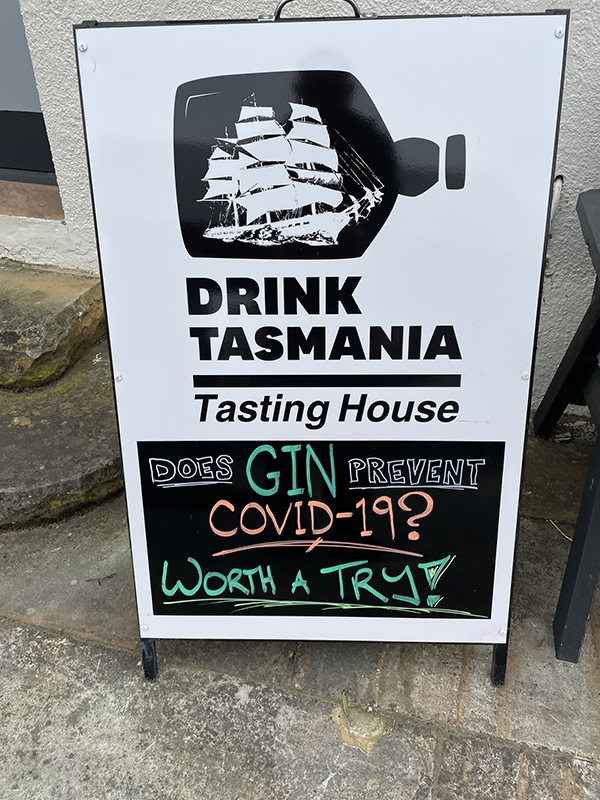 DRINK
TASMANIA
Tasting House
DOES GIN PREVENT
COVID-19?
WORTH A TRY!